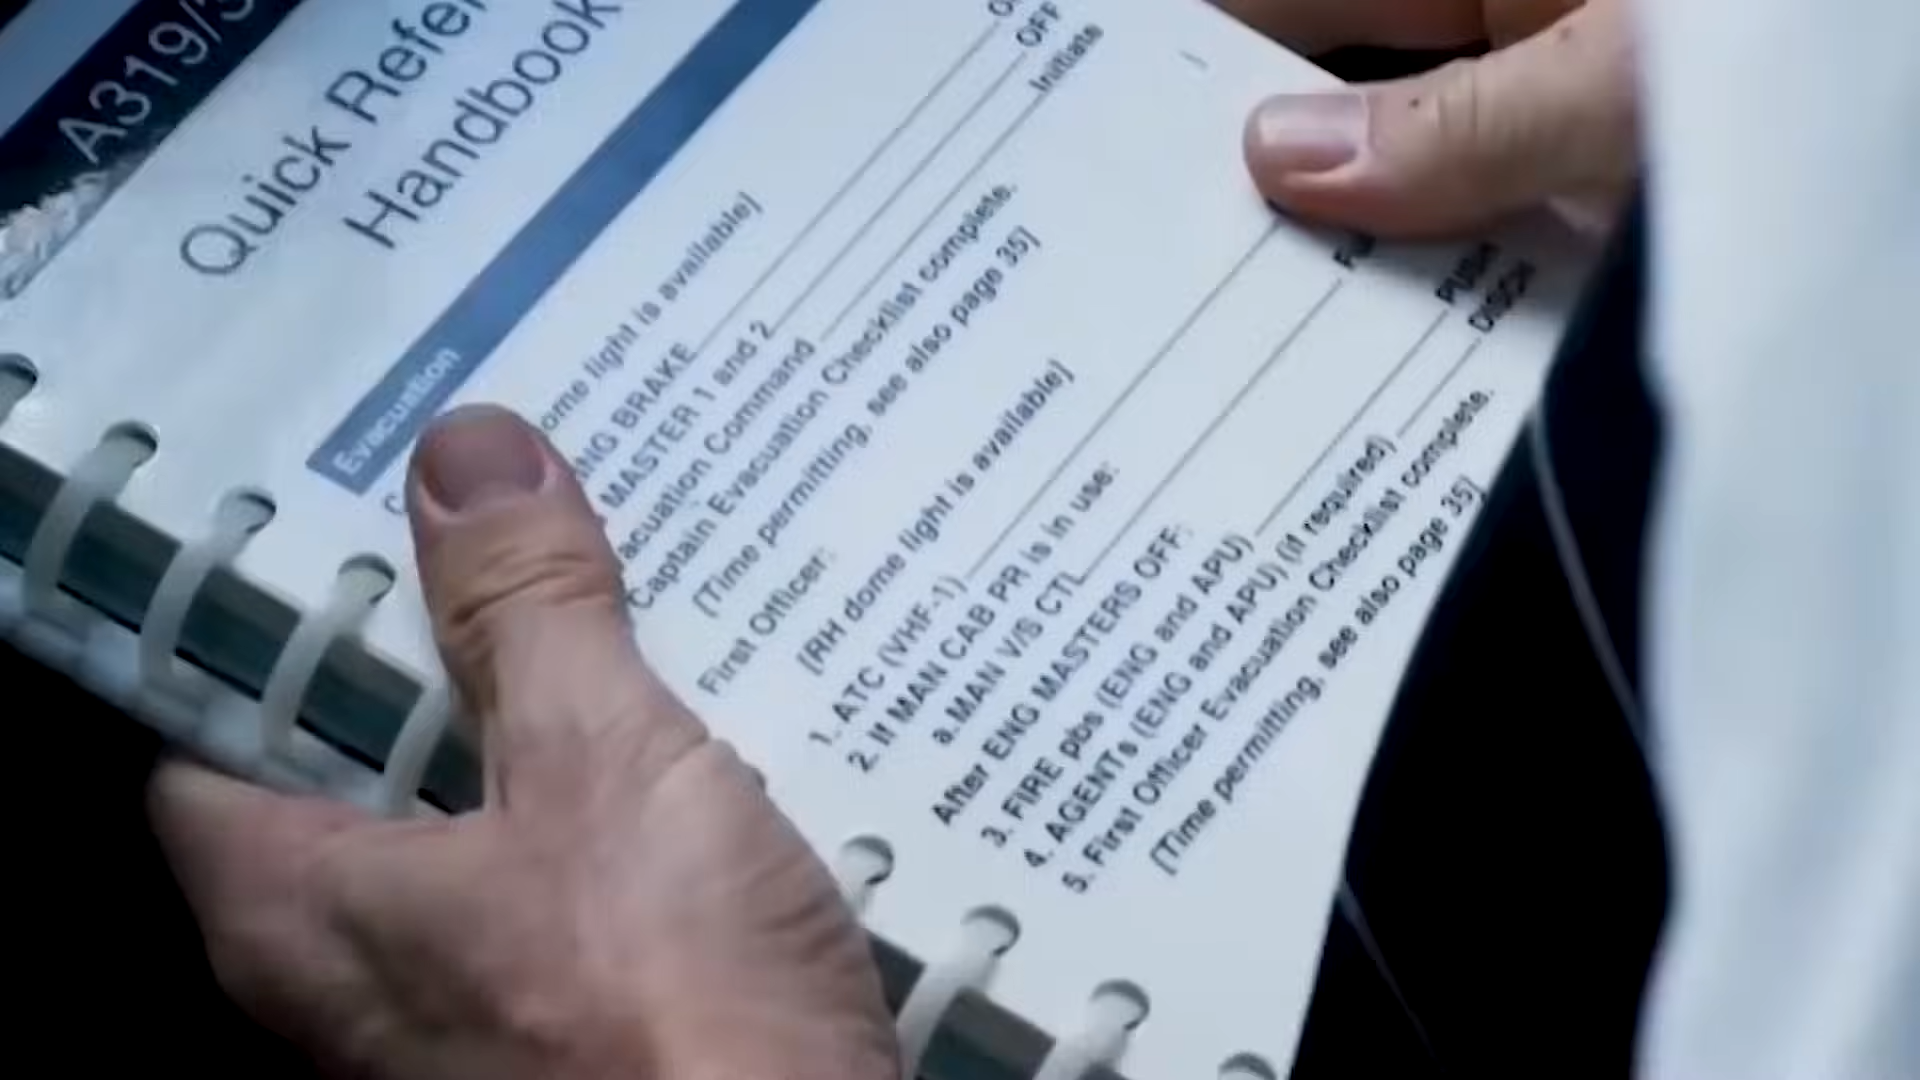 A319/3
Quick Refer
Handbook
Evacuation
C
ome light is available]
ING BRAKE
MASTER 1 and 2 OFF
acuation Command Initiate
Captain Evacuation Checklist complete.
[Time permitting, see also page 35]
First Officer:
[RH dome light is available]
1. ATC (VHF-1)
2. If MAN CAB PR is in use:
a. MAN V/S CTL
After ENG MASTERS OFF:
3. FIRE pbs (ENG and APU) PUSH
4. AGENTs (ENG and APU) (if required) DISCH
5. First Officer Evacuation Checklist complete.
[Time permitting, see also page 35]